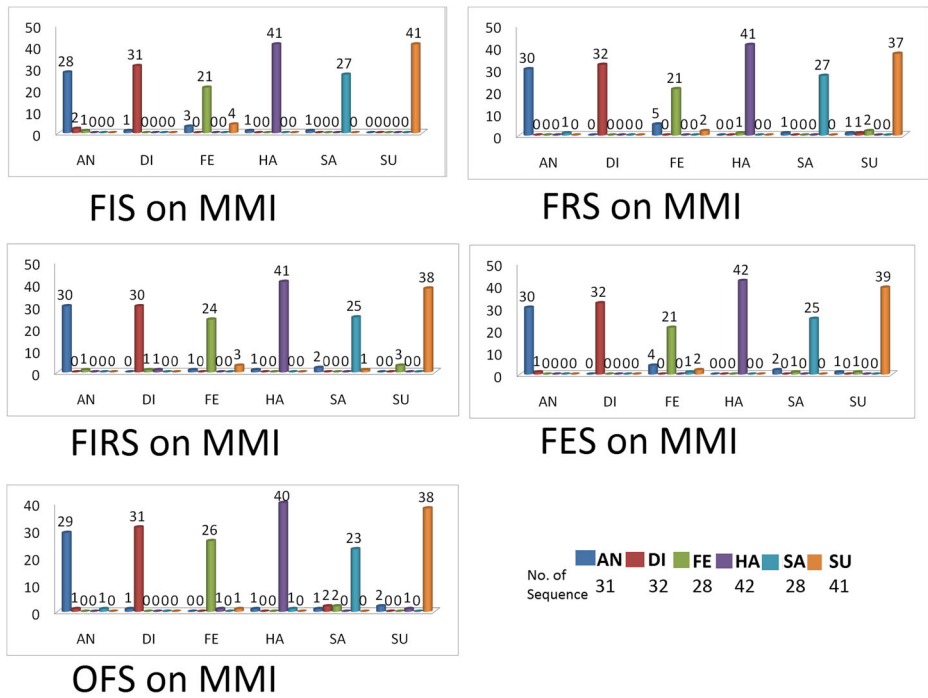 50
40
30
20
10
0
28 2 1 0 0 0 1 31 0 0 0 0 3 0 21 0 0 4 1 0 0 41 0 0 1 0 0 0 27 0 0 0 0 0 0 41
AN DI FE HA SA SU
FIS on MMI
50
40
30
20
10
0
30 0 0 0 1 0 0 32 0 0 0 0 5 0 21 0 0 2 0 0 1 41 0 0 1 0 0 0 27 0 1 1 2 0 0 37
AN DI FE HA SA SU
FRS on MMI
50
40
30
20
10
0
30 0 1 0 0 0 0 30 1 1 0 0 1 0 24 0 0 3 1 0 0 41 0 0 2 0 0 0 25 1 0 0 3 0 0 38
AN DI FE HA SA SU
FIRS on MMI
50
40
30
20
10
0
30 1 0 0 0 0 0 32 0 0 0 0 4 0 21 0 1 2 0 0 0 42 0 0 2 0 1 0 25 0 1 0 1 0 0 39
AN DI FE HA SA SU
FES on MMI
40
30
20
10
0
29 1 0 0 1 0 1 31 0 0 0 0 0 0 26 1 0 1 1 0 0 40 1 0 1 2 2 0 23 0 2 0 0 1 0 38
AN DI FE HA SA SU
OFS on MMI
AN DI FE HA SA SU
No. of
Sequence 31 32 28 42 28 41